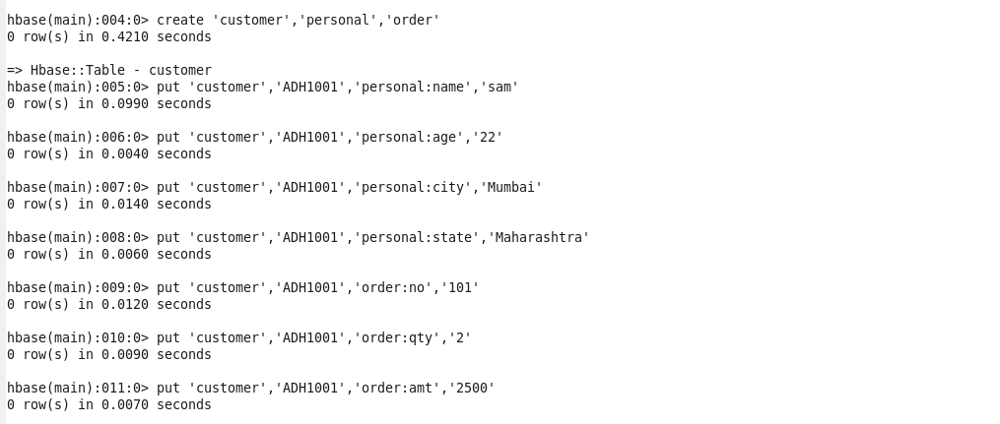 hbase(main):004:0> create 'customer','personal','order'
0 row(s) in 0.4210 seconds
=> Hbase::Table - customer
hbase(main):005:0> put 'customer','ADH1001','personal:name','sam'
0 row(s) in 0.0990 seconds
hbase(main):006:0> put 'customer','ADH1001','personal:age','22'
0 row(s) in 0.0040 seconds
hbase(main):007:0> put 'customer','ADH1001','personal:city','Mumbai'
0 row(s) in 0.0140 seconds
hbase(main):008:0> put 'customer','ADH1001','personal:state','Maharashtra'
0 row(s) in 0.0060 seconds
hbase(main):009:0> put 'customer','ADH1001','order:no','101'
0 row(s) in 0.0120 seconds
hbase(main):010:0> put 'customer','ADH1001','order:qty','2'
0 row(s) in 0.0090 seconds
hbase(main):011:0> put 'customer','ADH1001','order:amt','2500'
0 row(s) in 0.0070 seconds